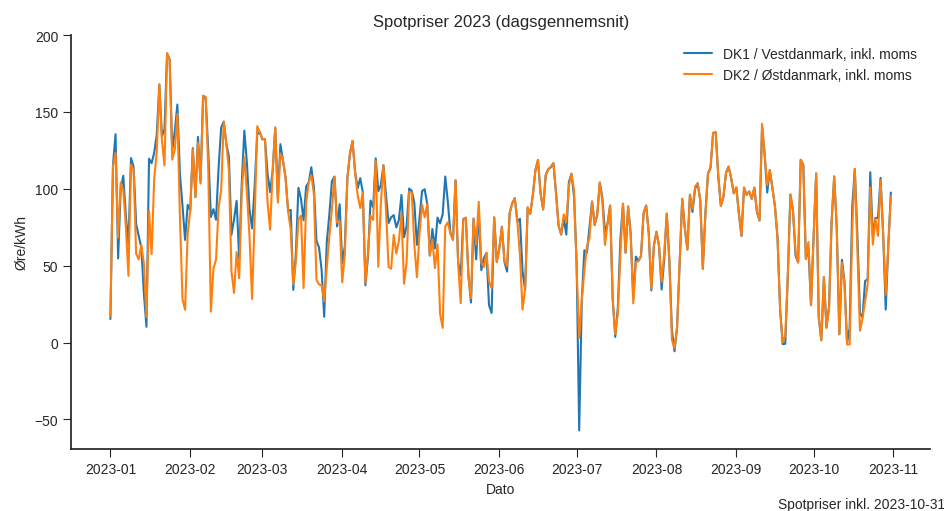 Spotpriser 2023 (dagsgennemsnit)
DK1 / Vestdanmark, inkl. moms
DK2 / Østdanmark, inkl. moms
Øre/kWh
200
150
100
50
0
−50
2023-01 2023-02 2023-03 2023-04 2023-05 2023-06 2023-07 2023-08 2023-09 2023-10 2023-11
Dato
Spotpriser inkl. 2023-10-31